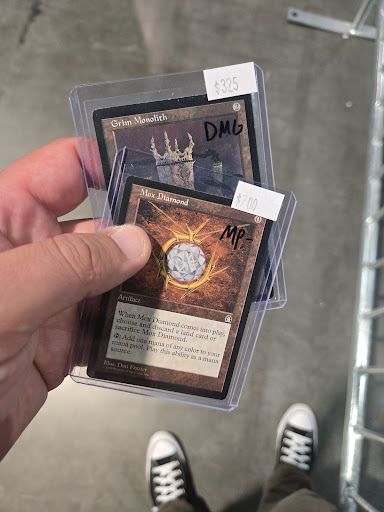 $325
Grim Monolith
2
DMG
$700
Mox Diamond
0
MP-
Artifact
When Mox Diamond comes into play,
choose and discard a land card or
sacrifice Mox Diamond.
: Add one mana of any color to your
mana pool. Play this ability as a mana
source.
Illus. Dan Frazier